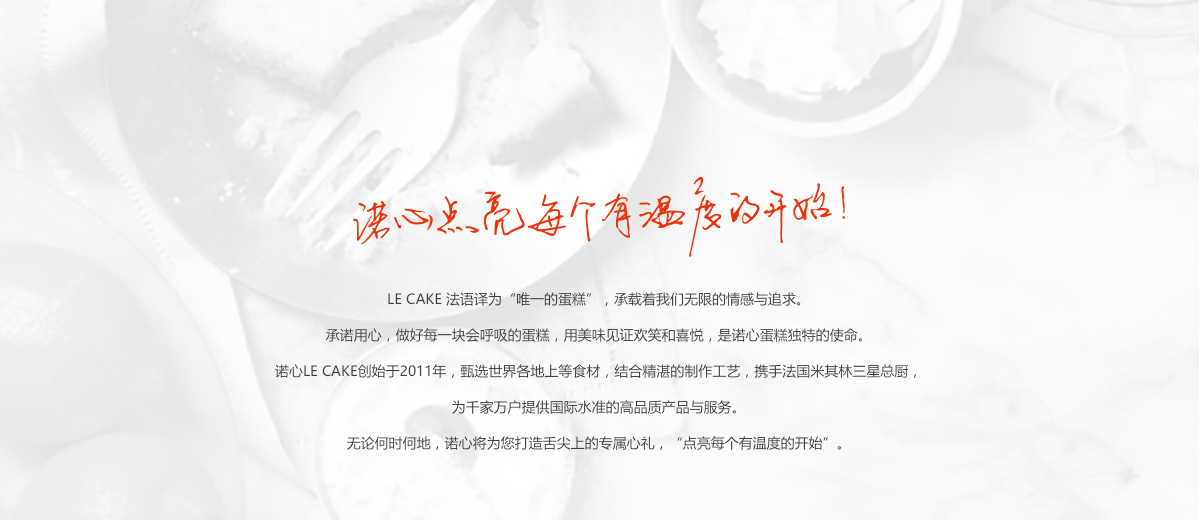 诺心点亮每个有温度的开始！
LE CAKE 法语译为“唯一的蛋糕”，承载着我们无限的情感与追求。
承诺用心，做好每一块会呼吸的蛋糕，用美味见证欢笑和喜悦，是诺心蛋糕独特的使命。
诺心LE CAKE创始于2011年，甄选世界各地上等食材，结合精湛的制作工艺，携手法国米其林三星总厨，
为千家万户提供国际水准的高品质产品与服务。
无论何时何地，诺心将为您打造舌尖上的专属心礼，“点亮每个有温度的开始”。